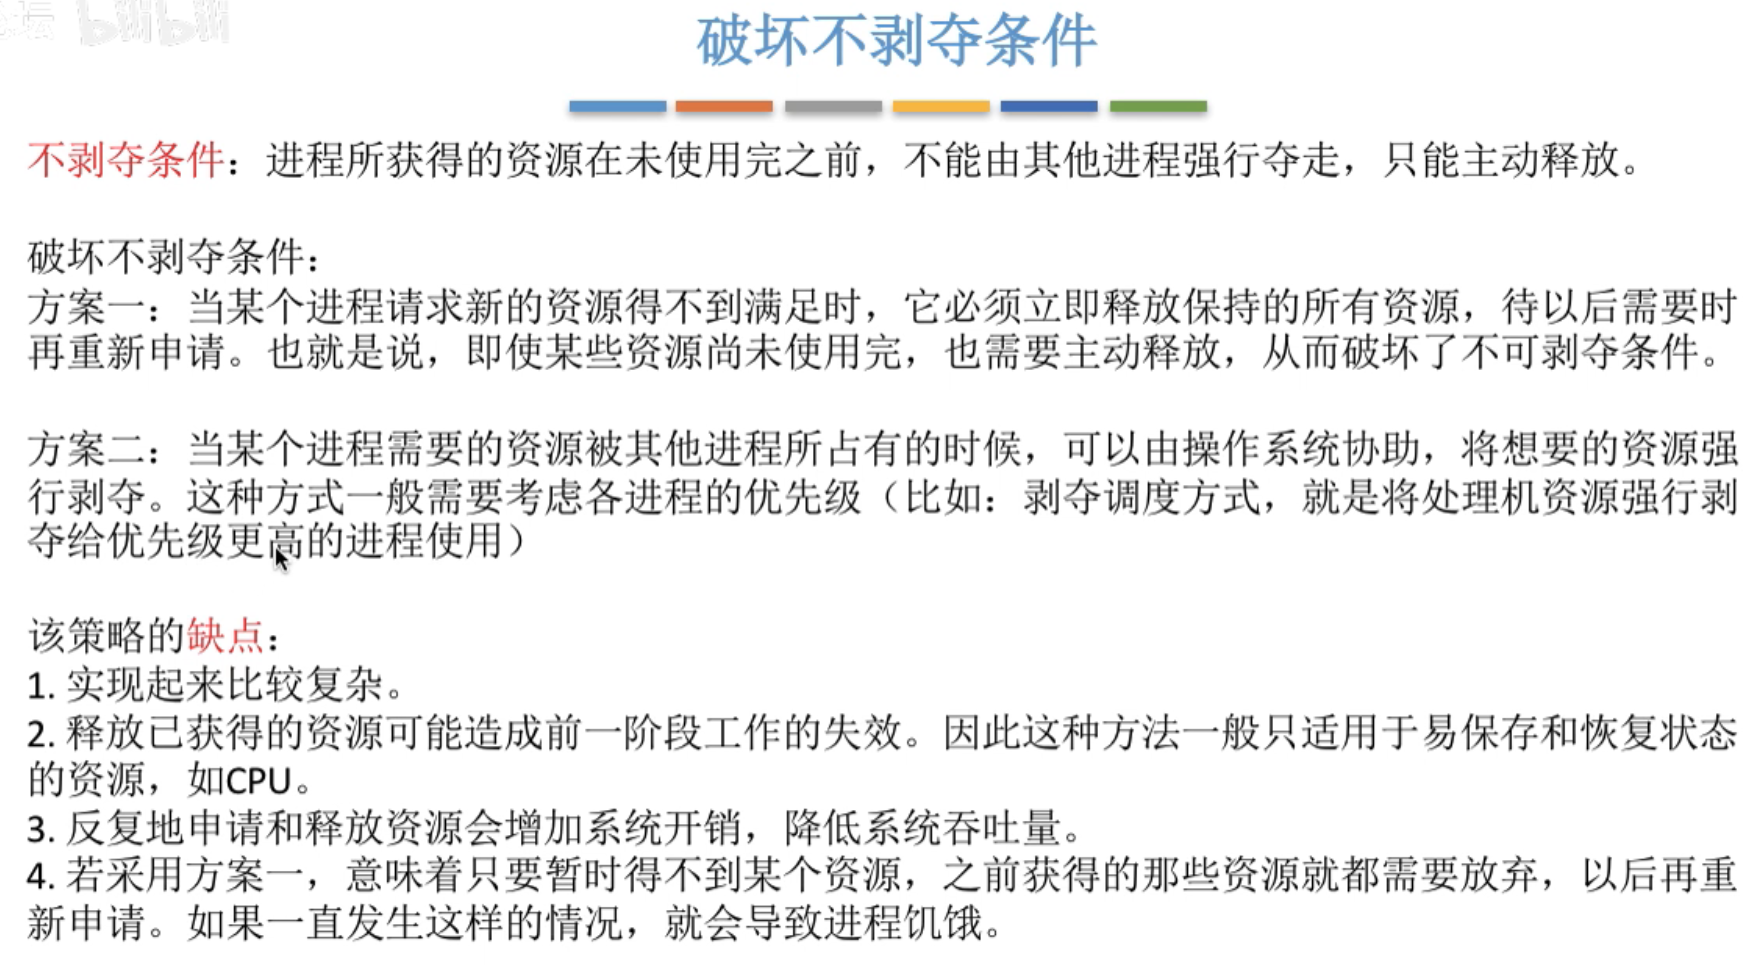 坛 bilibili
破坏不剥夺条件
不剥夺条件：进程所获得的资源在未使用完之前，不能由其他进程强行夺走，只能主动释放。
破坏不剥夺条件：
方案一：当某个进程请求新的资源得不到满足时，它必须立即释放保持的所有资源，待以后需要时
再重新申请。也就是说，即使某些资源尚未使用完，也需要主动释放，从而破坏了不可剥夺条件。
方案二：当某个进程需要的资源被其他进程所占有的时候，可以由操作系统协助，将想要的资源强
行剥夺。这种方式一般需要考虑各进程的优先级（比如：剥夺调度方式，就是将处理机资源强行剥
夺给优先级更高的进程使用）
该策略的缺点：
1. 实现起来比较复杂。
2. 释放已获得的资源可能造成前一阶段工作的失效。因此这种方法一般只适用于易保存和恢复状态
的资源，如CPU。
3. 反复地申请和释放资源会增加系统开销，降低系统吞吐量。
4. 若采用方案一，意味着只要暂时得不到某个资源，之前获得的那些资源就都需要放弃，以后再重
新申请。如果一直发生这样的情况，就会导致进程饥饿。